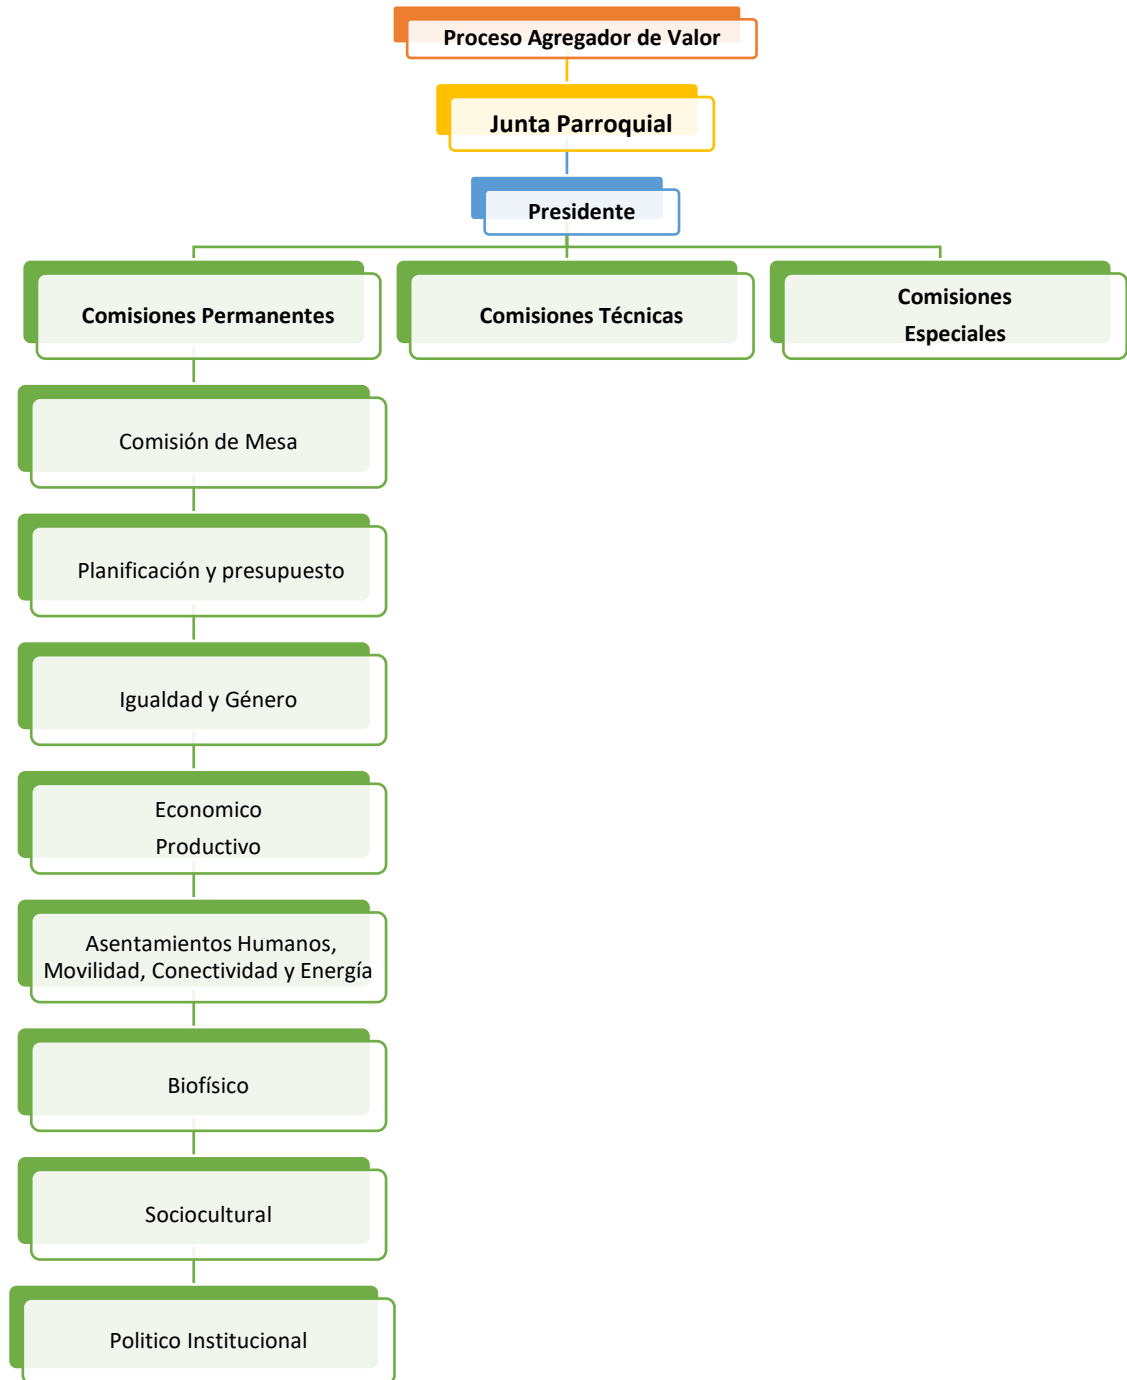 Proceso Agregador de Valor
Junta Parroquial
Presidente
Comisiones Permanentes
Comisiones Técnicas
Comisiones
Especiales
Comisión de Mesa
Planificación y presupuesto
Igualdad y Género
Economico
Productivo
Asentamientos Humanos,
Movilidad, Conectividad y Energía
Biofísico
Sociocultural
Politico Institucional